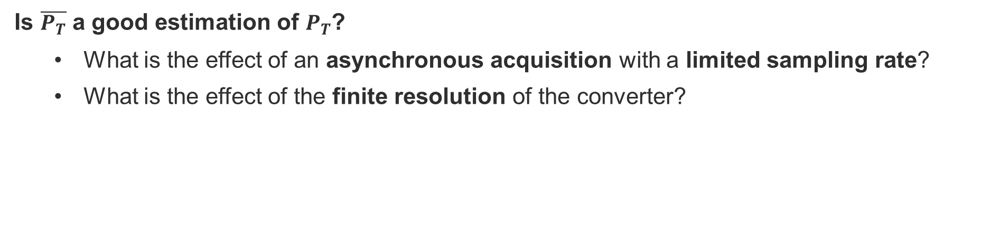 Is $\overline{P_T}$ a good estimation of $P_T$?
• What is the effect of an asynchronous acquisition with a limited sampling rate?
• What is the effect of the finite resolution of the converter?